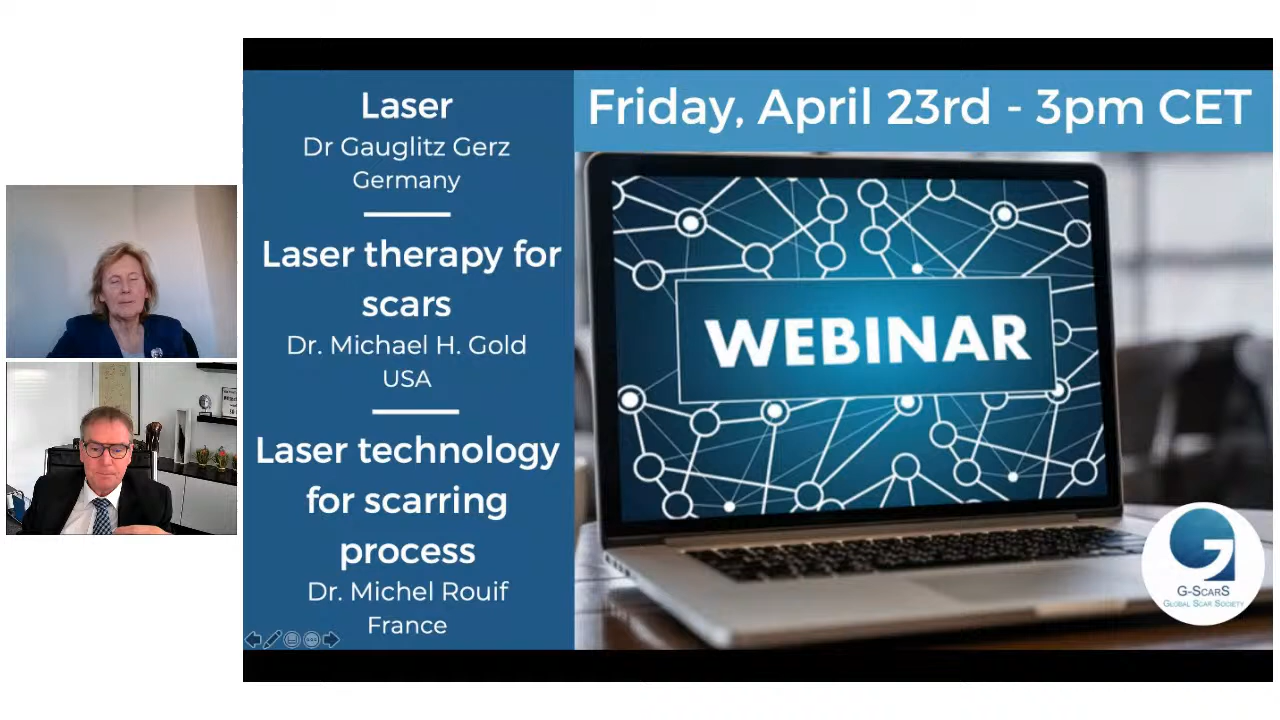 Laser
Dr Gauglitz Gerz
Germany
Laser therapy for
scars
Dr. Michael H. Gold
USA
Laser technology
for scarring
process
Dr. Michel Rouif
France
Friday, April 23rd - 3pm CET
WEBINAR
G-ScarS
Global Scar Society